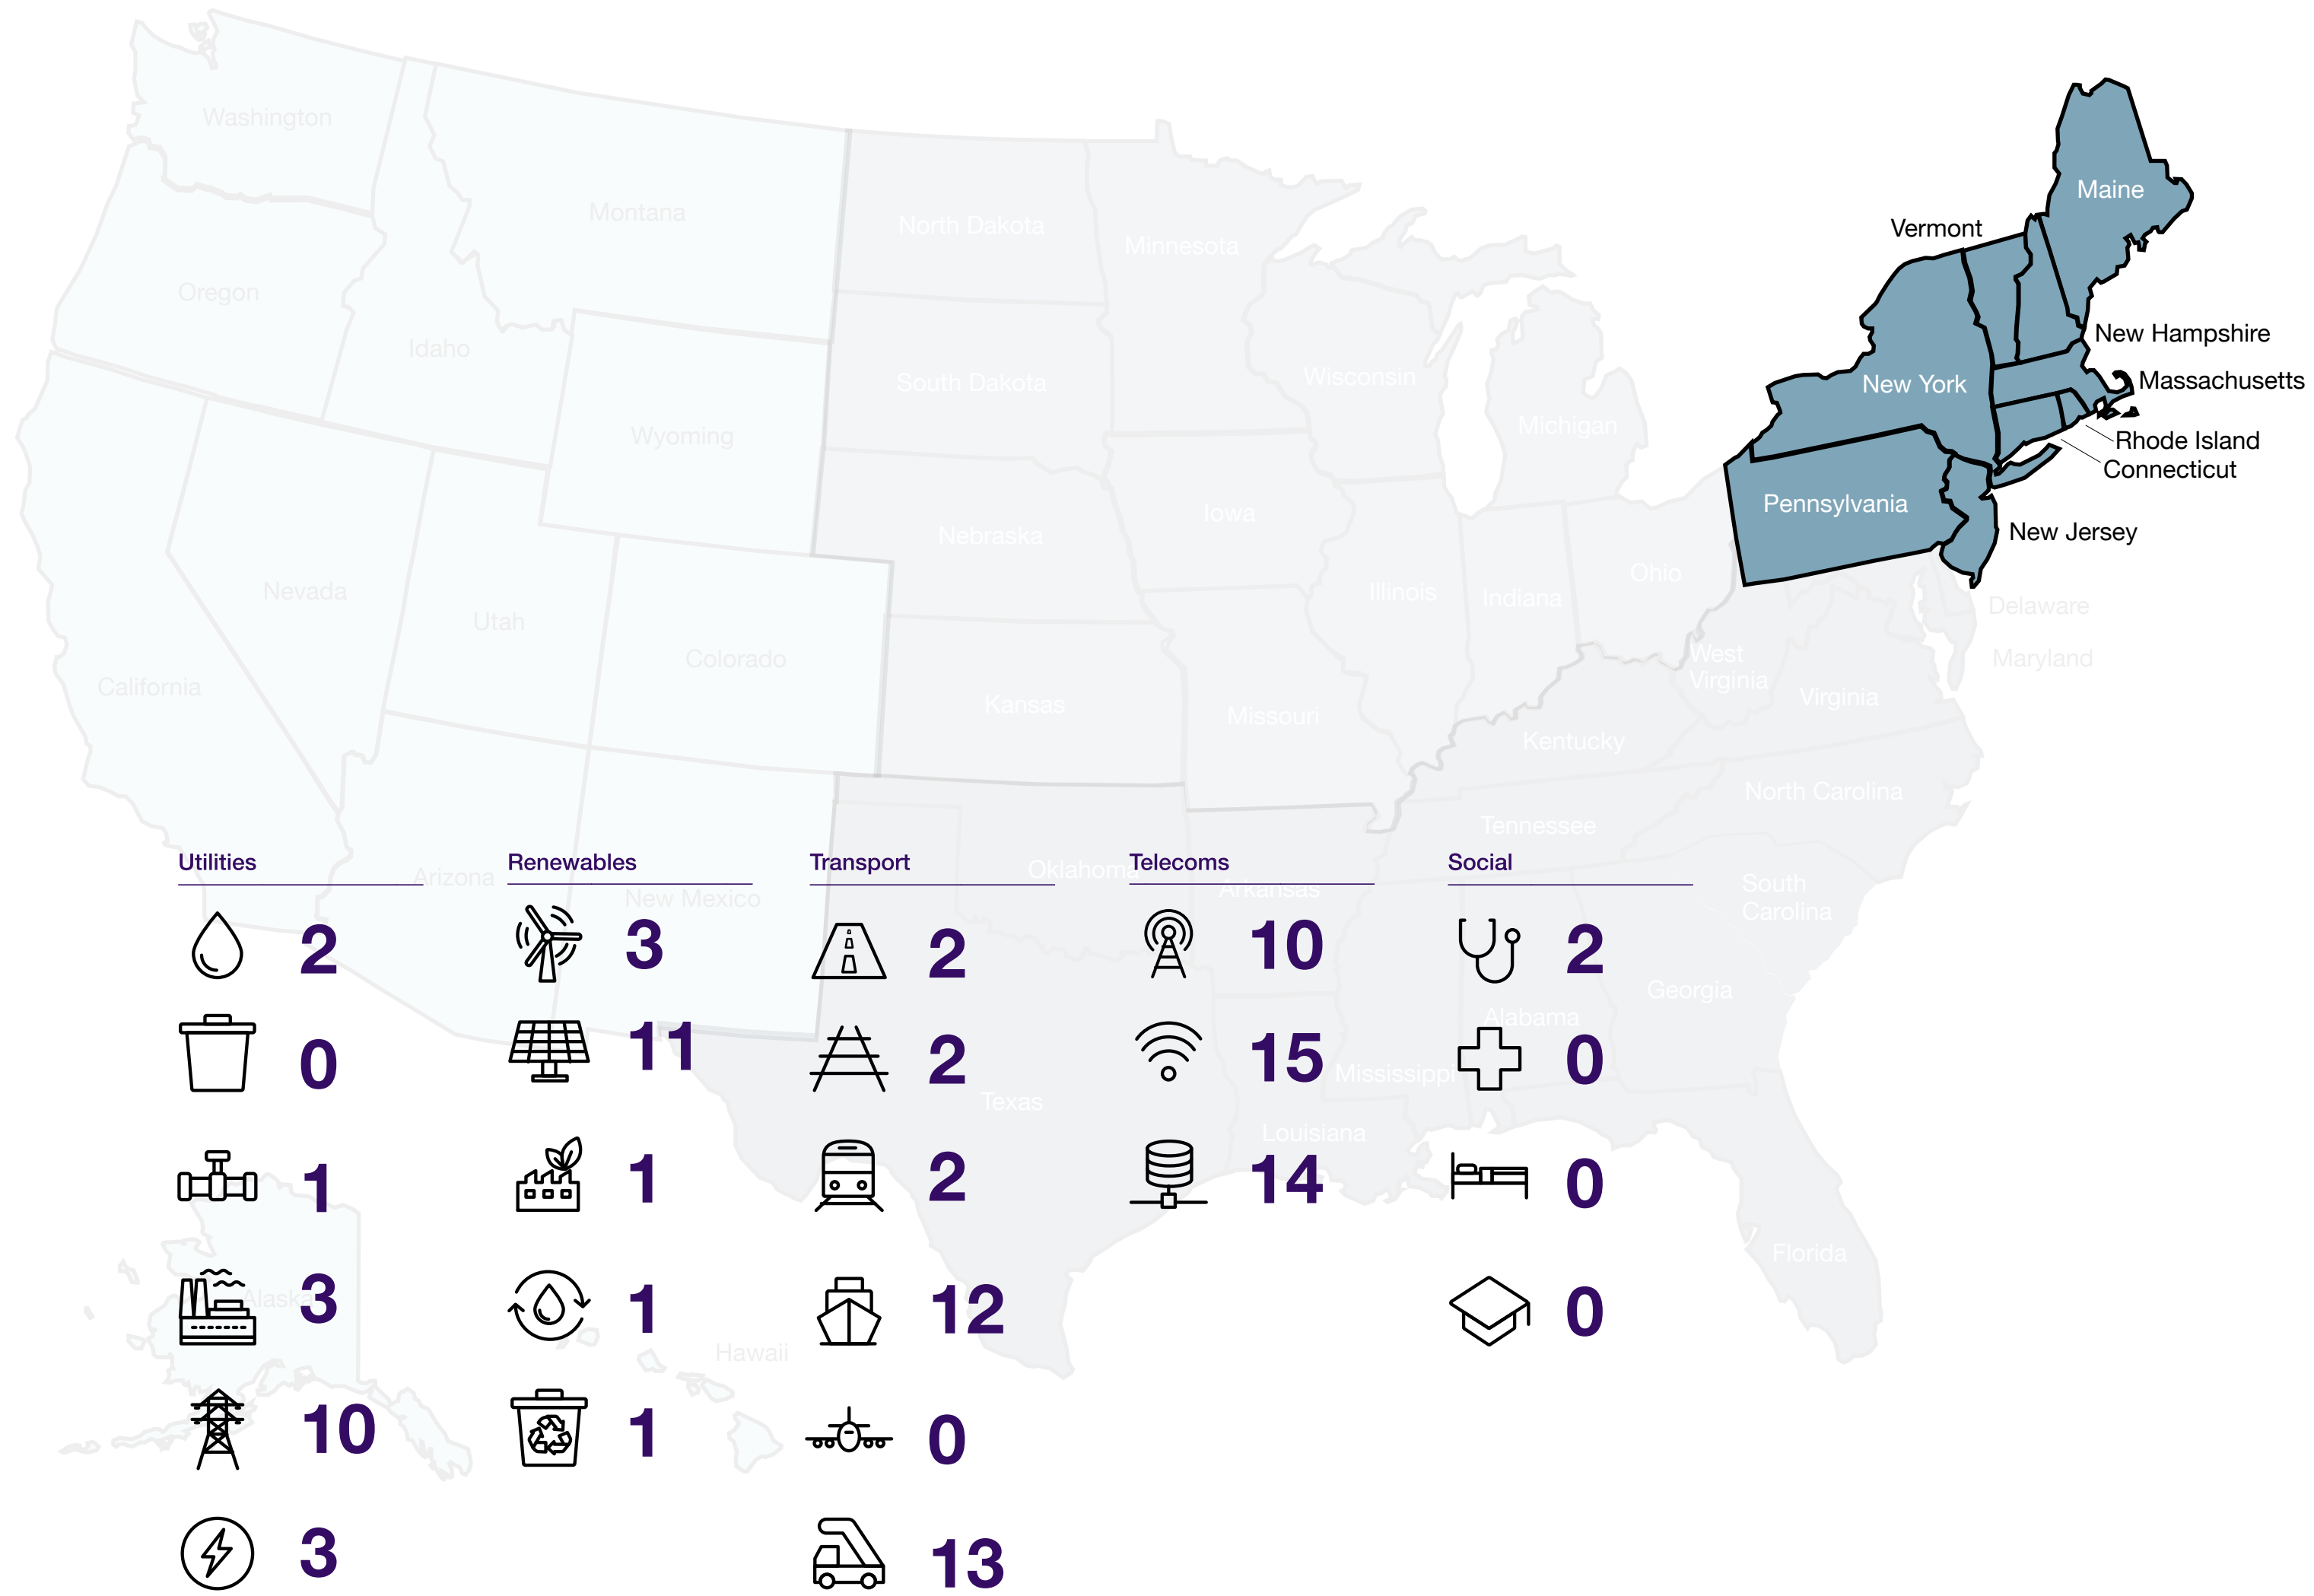 Washington
Montana
North Dakota
Minnesota
Maine
Vermont
Oregon
Idaho
South Dakota
Wisconsin
Michigan
New York
New Hampshire
Massachusetts
Rhode Island
Connecticut
Wyoming
Nebraska
Iowa
Pennsylvania
New Jersey
Nevada
Utah
Colorado
Illinois
Indiana
Ohio
Delaware
Maryland
West
Virginia
Virginia
California
Kansas
Missouri
Kentucky
North Carolina
Tennessee
Arizona
New Mexico
Oklahoma
Arkansas
South
Carolina
Georgia
Alabama
Mississippi
Texas
Louisiana
Florida
Alaska
Hawaii
Utilities
2
0
1
3
10
3
Renewables
3
11
1
1
1
Transport
2
2
2
12
0
13
Telecoms
10
15
14
Social
2
0
0
0